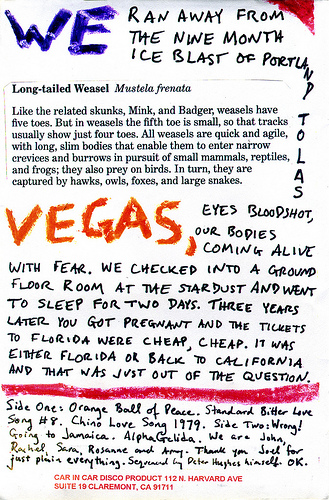 WE RAN AWAY FROM
THE NINE MONTH
ICE BLAST OF PORTLAND TO LAS
Long-tailed Weasel Mustela frenata
Like the related skunks, Mink, and Badger, weasels have
five toes. But in weasels the fifth toe is small, so that tracks
usually show just four toes. All weasels are quick and agile,
with long, slim bodies that enable them to enter narrow
crevices and burrows in pursuit of small mammals, reptiles,
and frogs; they also prey on birds. In turn, they are
captured by hawks, owls, foxes, and large snakes.
VEGAS, EYES BLOODSHOT,
OUR BODIES
COMING ALIVE
WITH FEAR. WE CHECKED INTO A GROUND
FLOOR ROOM AT THE STARDUST AND WENT
TO SLEEP FOR TWO DAYS. THREE YEARS
LATER YOU GOT PREGNANT AND THE TICKETS
TO FLORIDA WERE CHEAP, CHEAP. IT WAS
EITHER FLORIDA OR BACK TO CALIFORNIA
AND THAT WAS JUST OUT OF THE QUESTION.
Side One: Orange Ball of Peace. Standard Bitter Love
Song #8. Chino Love Song 1979. Side Two: Wrong!
Going to Jamaica. Alpha Gelida. We are John,
Rachel, Sara, Rosanne and Amy. Thank you Joel for
just plain everything. Sequenced by Peter Hughes himself. OK.
CAR IN CAR DISCO PRODUCT 112 N. HARVARD AVE
SUITE 19 CLAREMONT, CA 91711